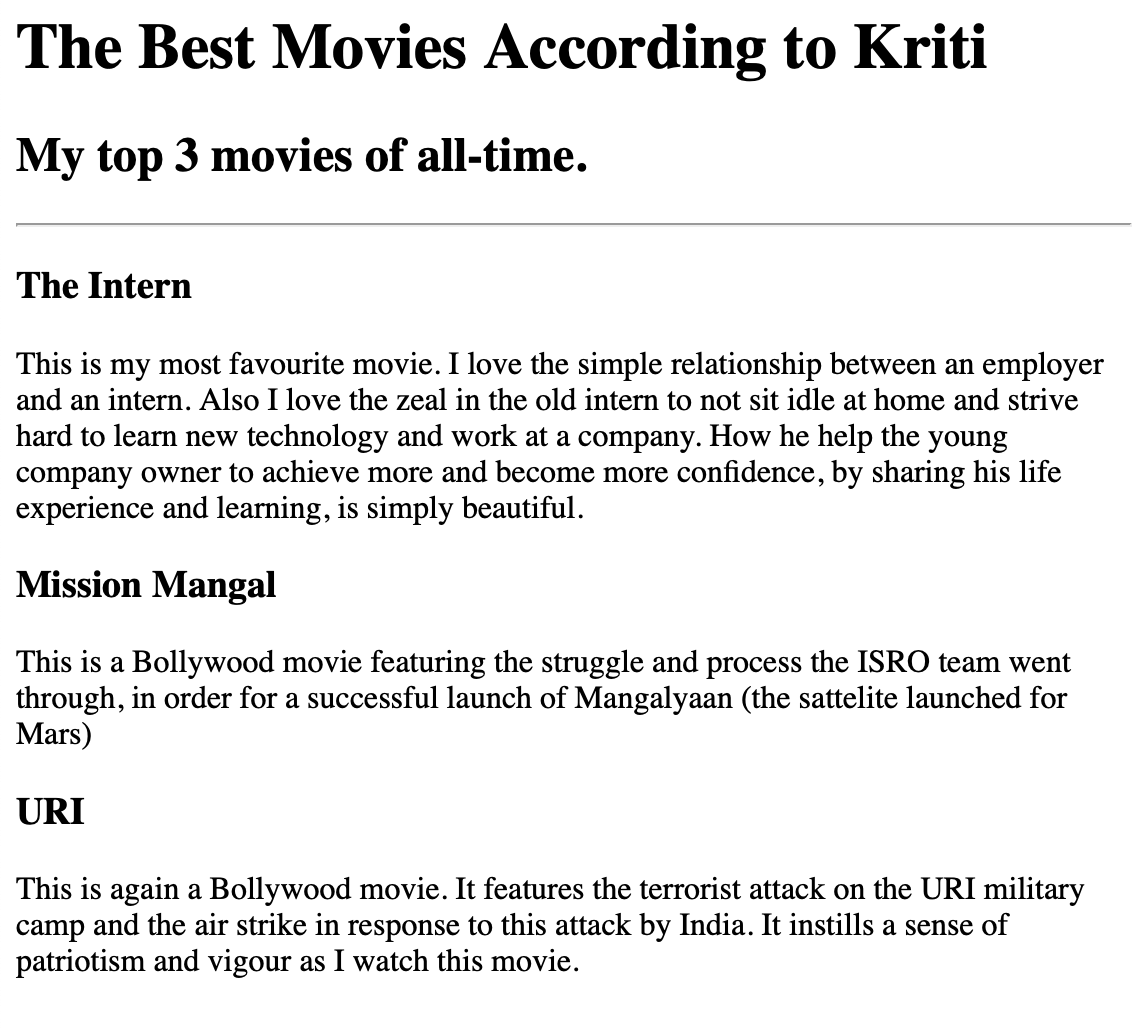 The Best Movies According to Kriti
My top 3 movies of all-time.
The Intern
This is my most favourite movie. I love the simple relationship between an employer
and an intern. Also I love the zeal in the old intern to not sit idle at home and strive
hard to learn new technology and work at a company. How he help the young
company owner to achieve more and become more confidence, by sharing his life
experience and learning, is simply beautiful.
Mission Mangal
This is a Bollywood movie featuring the struggle and process the ISRO team went
through, in order for a successful launch of Mangalyaan (the sattelite launched for
Mars)
URI
This is again a Bollywood movie. It features the terrorist attack on the URI military
camp and the air strike in response to this attack by India. It instills a sense of
patriotism and vigour as I watch this movie.